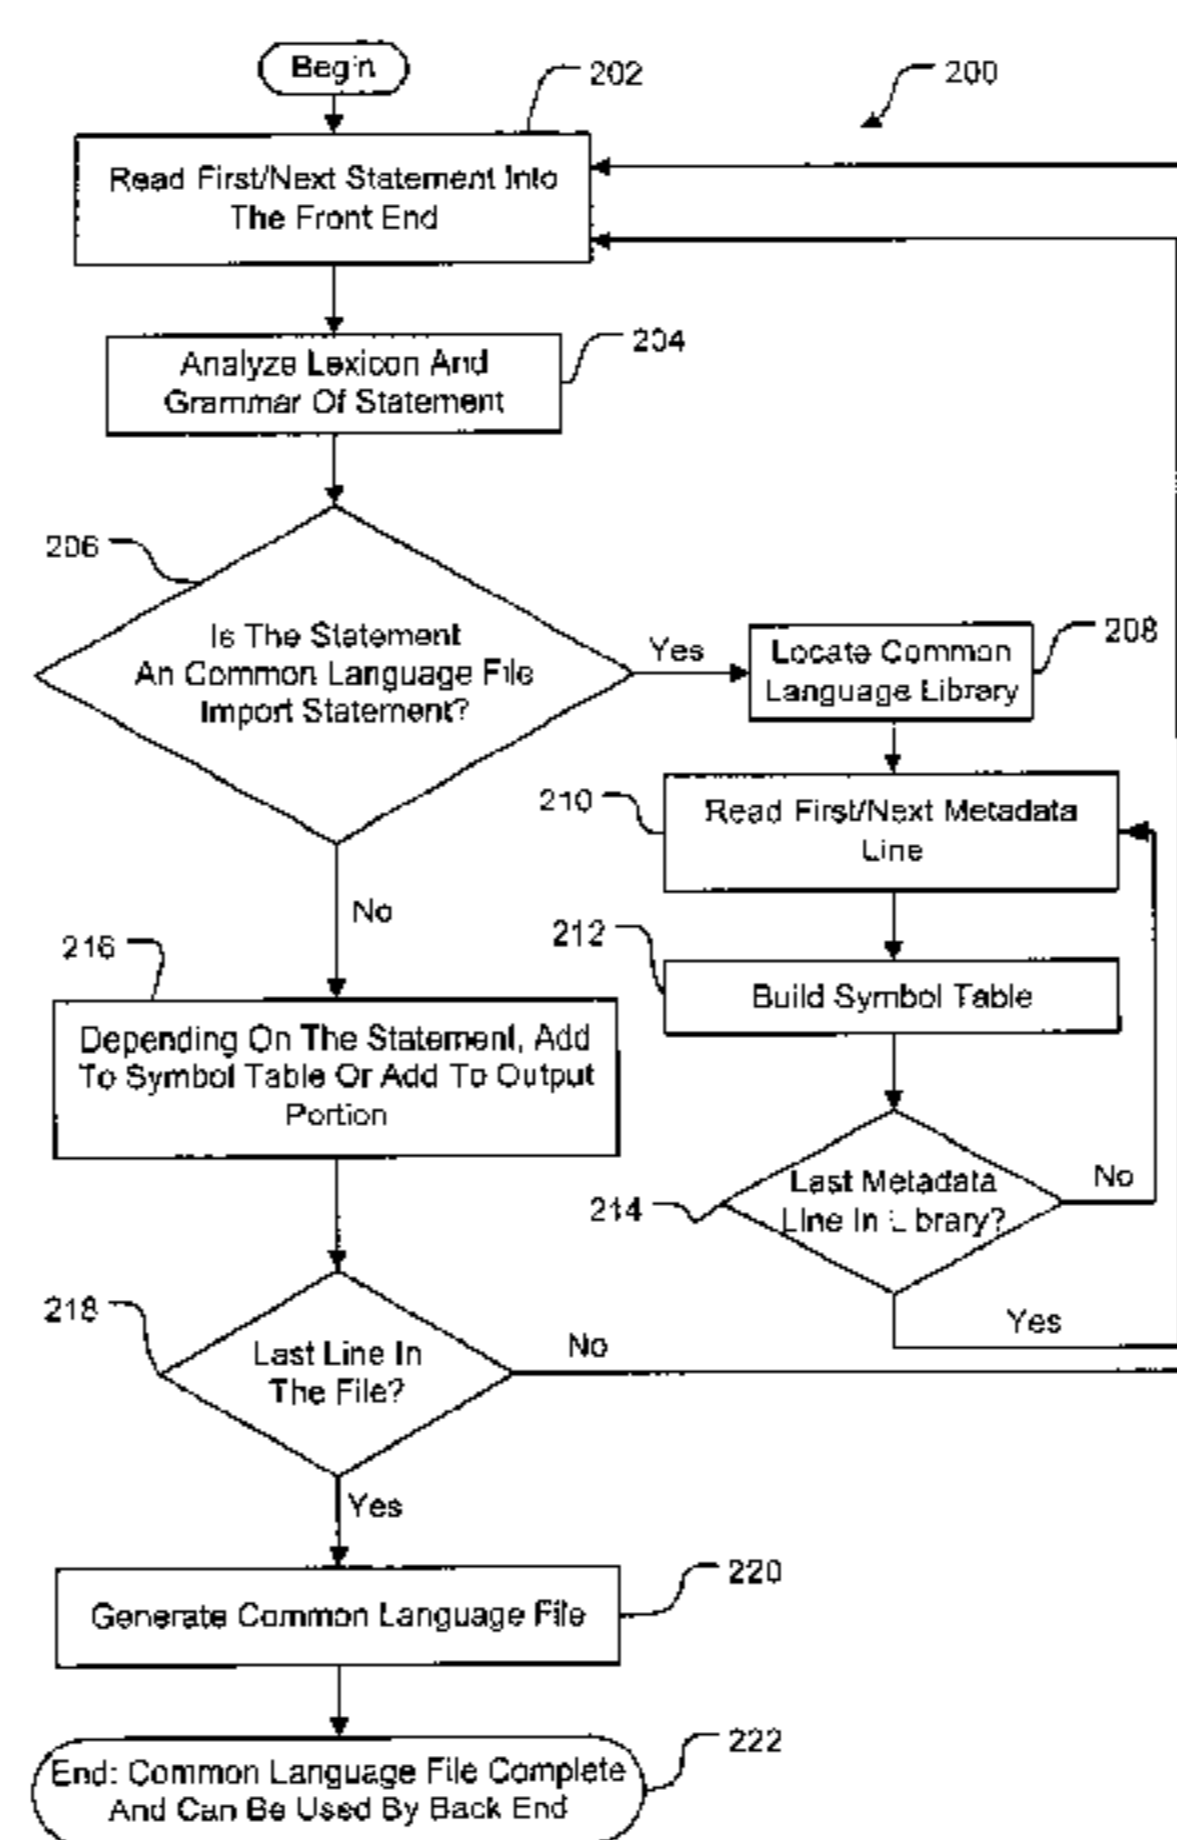 Begin
202
200
Read First/Next Statement Into
The Front End
204
Analyze Lexicon And
Grammar Of Statement
206
Is The Statement
An Common Language File
Import Statement?
Yes
208
Locate Common
Language Library
210
Read First/Next Metadata
Line
No
212
Build Symbol Table
216
Depending On The Statement, Add
To Symbol Table Or Add To Output
Portion
214
Last Metadata
Line In Library?
No
Yes
218
Last Line In
The File?
No
Yes
220
Generate Common Language File
222
End: Common Language File Complete
And Can Be Used By Back End